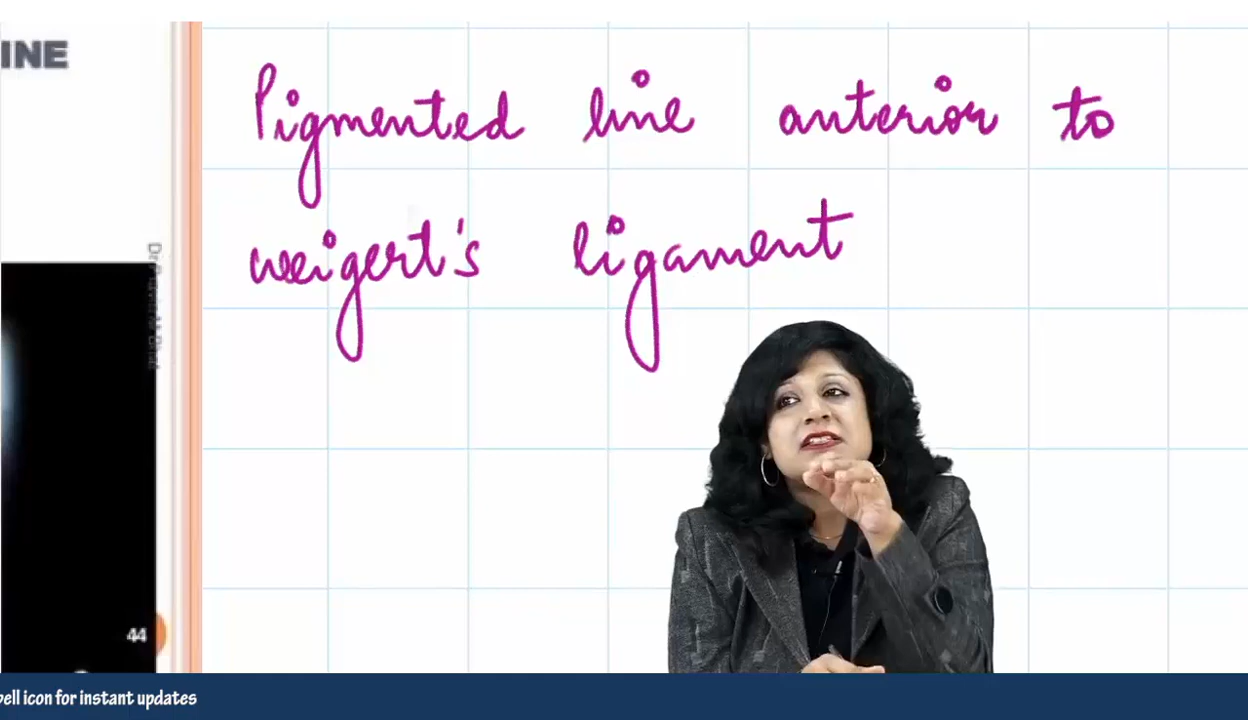 INE
Pigmented line anterior to
weigert's ligament
44
bell icon for instant updates